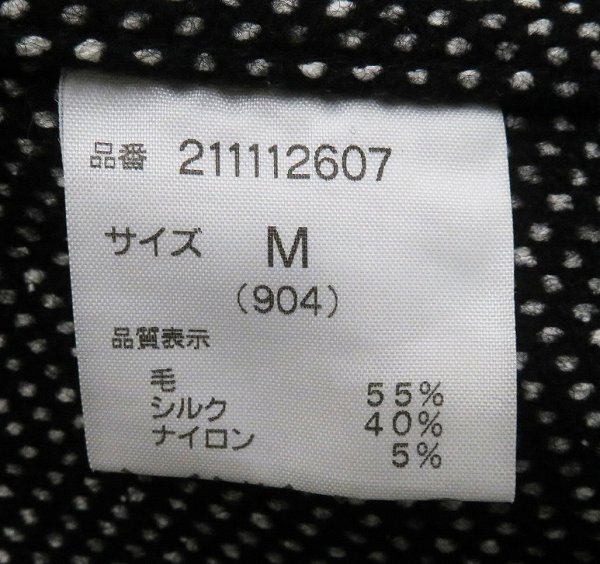 品番 211112607
サイズ M
(904)
品質表示
毛 55%
シルク 40%
ナイロン 5%